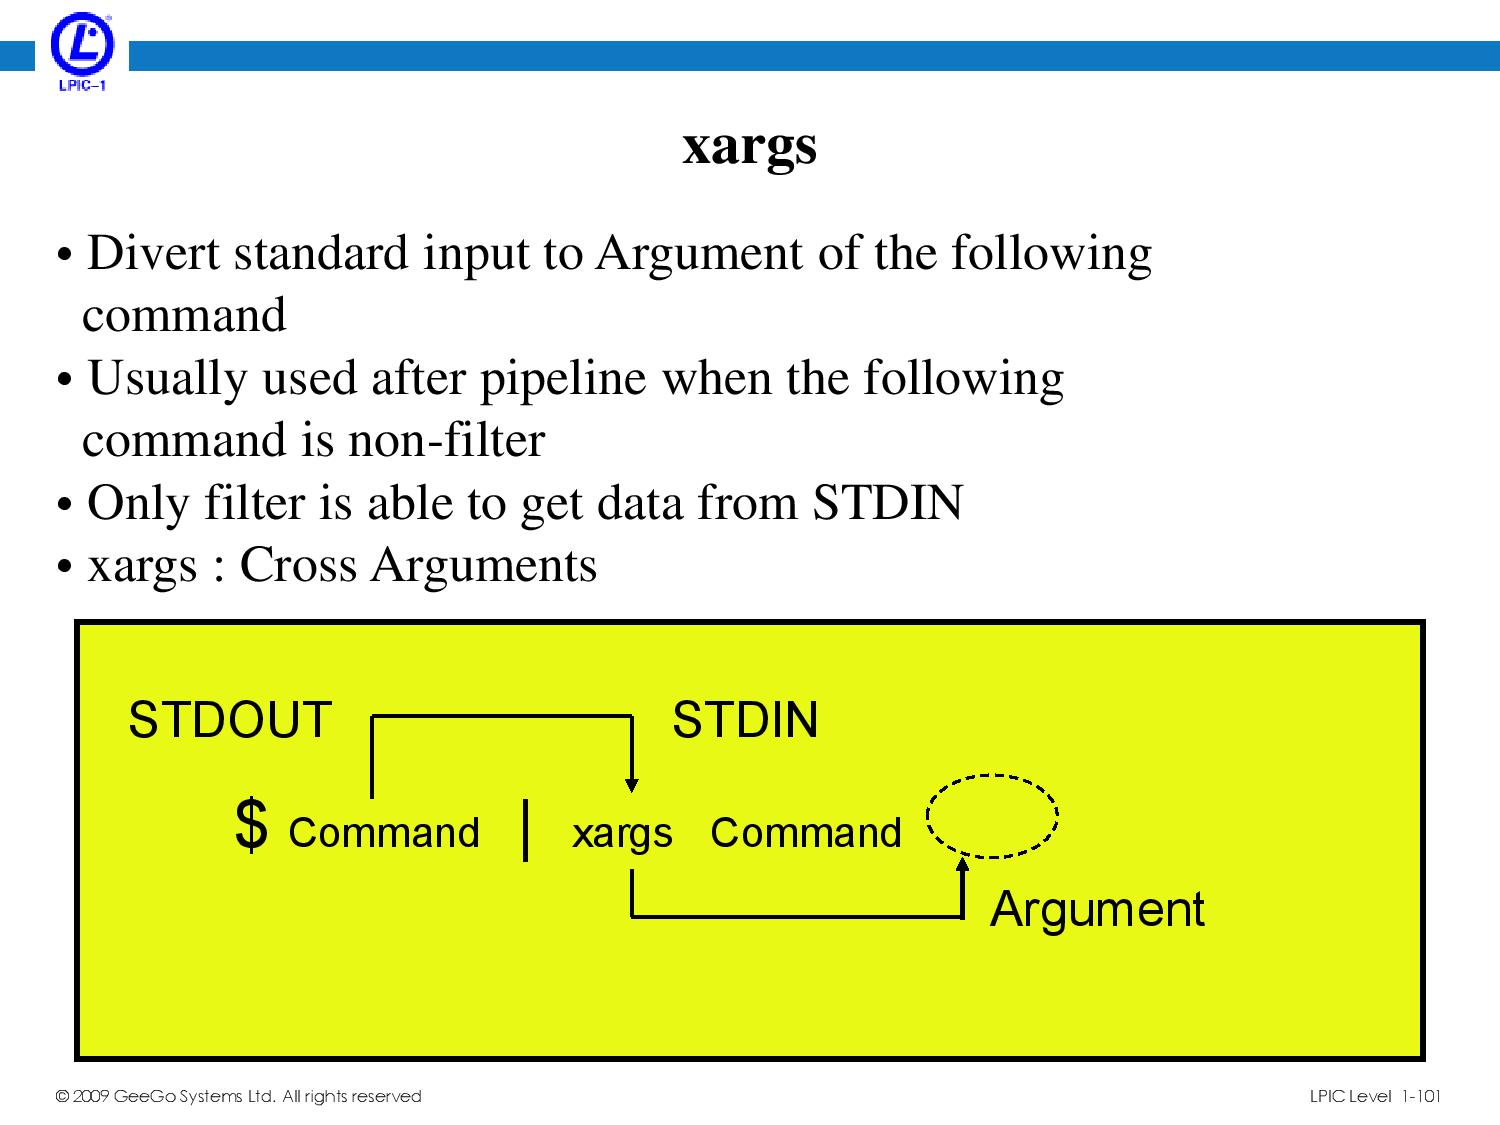 LPIC-1
xargs
• Divert standard input to Argument of the following
command
• Usually used after pipeline when the following
command is non-filter
• Only filter is able to get data from STDIN
• xargs : Cross Arguments
STDOUT STDIN
$ Command | xargs Command
Argument
© 2009 GeeGo Systems Ltd. All rights reserved
LPIC Level 1-101